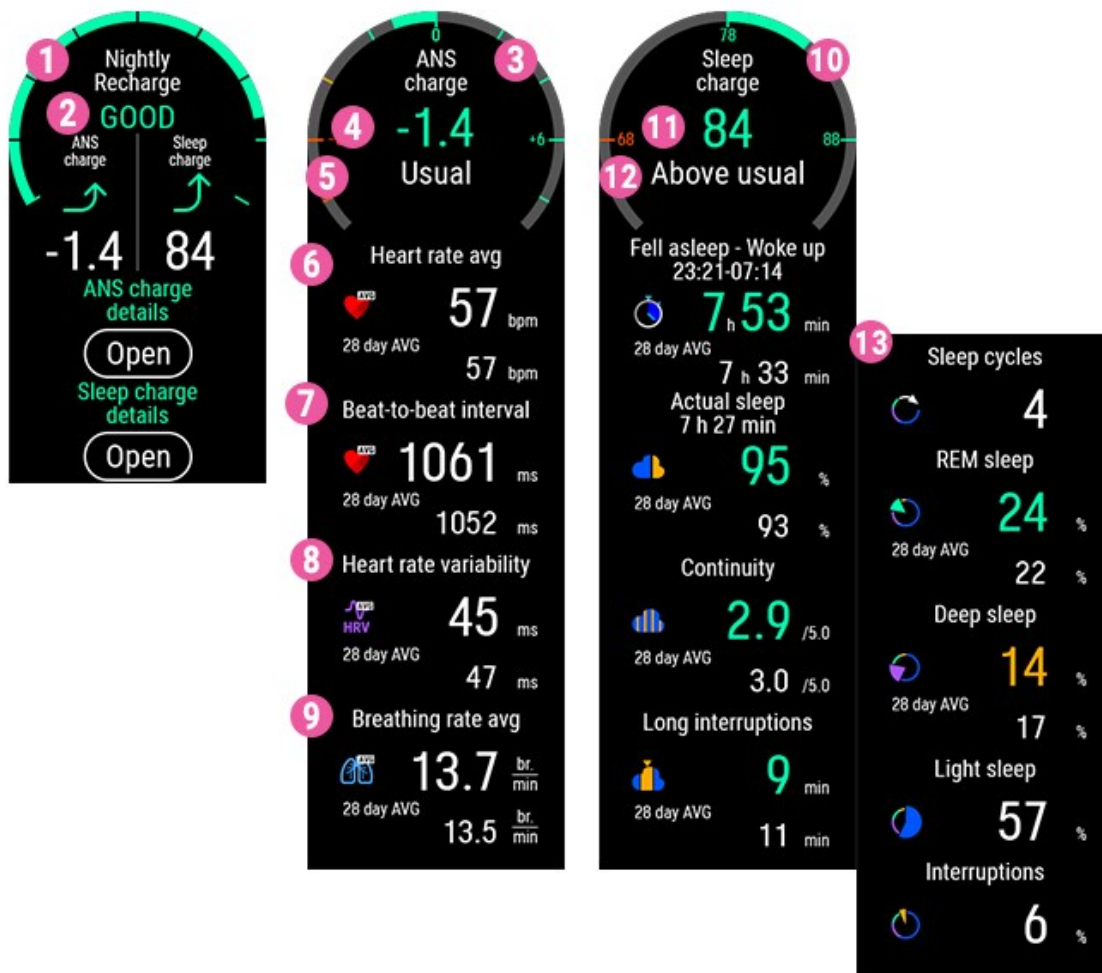 1
Nightly
Recharge
2
GOOD
ANS
charge
Sleep
charge
-1.4
84
ANS charge
details
Open
Sleep charge
details
Open
0
ANS
charge
3
4
-1.4
+6
5
Usual
6
Heart rate avg
AVG
57 bpm
28 day AVG
57 bpm
7
Beat-to-beat interval
AVG
1061 ms
28 day AVG
1052 ms
8
Heart rate variability
AVG
HRV
45 ms
28 day AVG
47 ms
9
Breathing rate avg
AVG
13.7 br.
min
28 day AVG
13.5 br.
min
78
Sleep
charge
10
68
11
84
88
12
Above usual
Fell asleep - Woke up
23:21-07:14
7 h 53 min
28 day AVG
7 h 33 min
Actual sleep
7 h 27 min
95 %
28 day AVG
93 %
Continuity
2.9 /5.0
28 day AVG
3.0 /5.0
Long interruptions
9 min
28 day AVG
11 min
13
Sleep cycles
4
REM sleep
24 %
28 day AVG
22 %
Deep sleep
14 %
28 day AVG
17 %
Light sleep
57 %
Interruptions
6 %